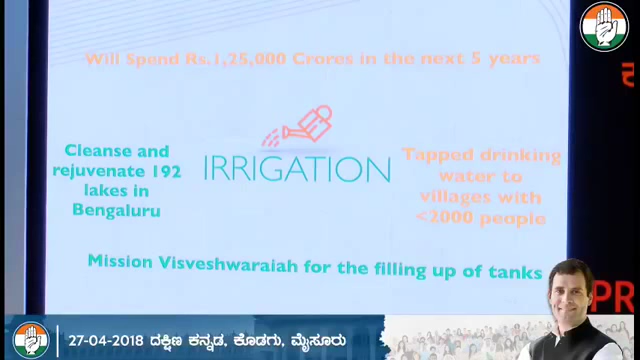 Will Spend Rs.1,25,000 Crores in the next 5 years
Cleanse and
rejuvenate 192
lakes in
Bengaluru
IRRIGATION
Tapped drinking
water to
villages with
<2000 people
Mission Visveshwaraiah for the filling up of tanks
PR
27-04-2018 ದಕ್ಷಿಣ ಕನ್ನಡ, ಕೊಡಗು, ಮೈಸೂರು